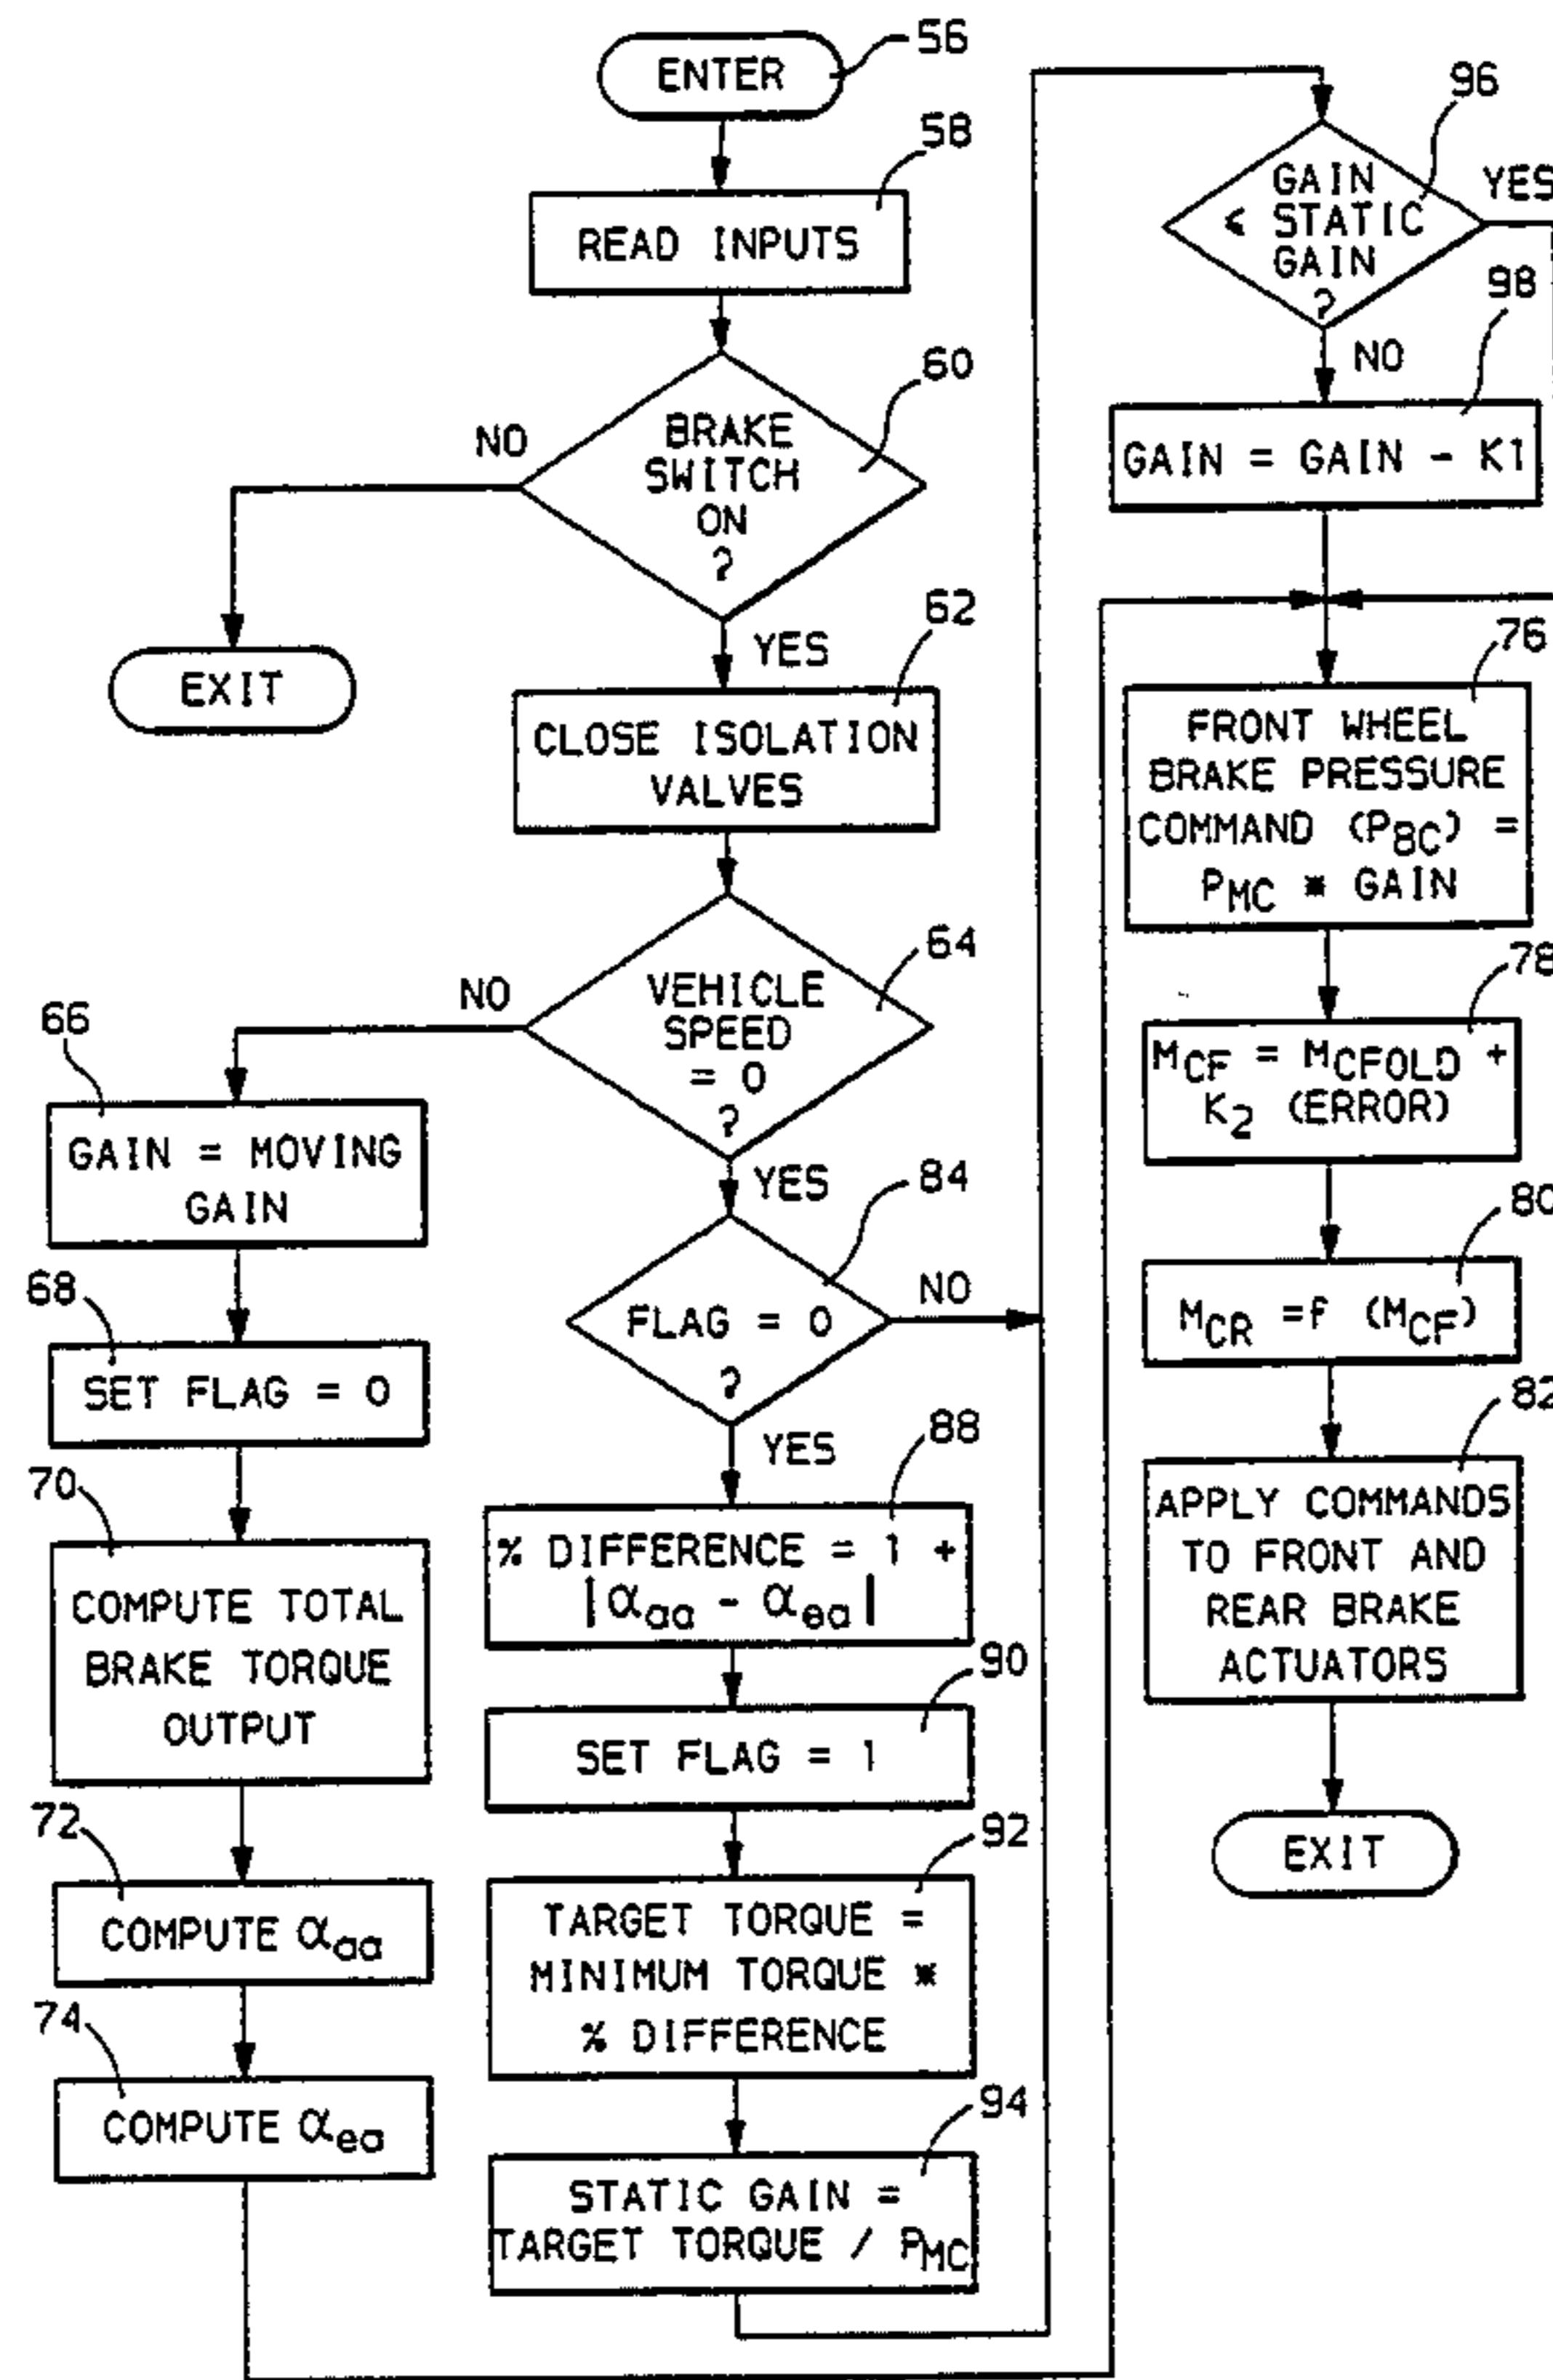 56
ENTER
58
READ INPUTS
60
BRAKE
SWITCH
ON
?
NO
EXIT
YES
62
CLOSE ISOLATION
VALVES
64
VEHICLE
SPEED
= 0
?
NO
66
GAIN = MOVING
GAIN
68
SET FLAG = 0
70
COMPUTE TOTAL
BRAKE TORQUE
OUTPUT
72
COMPUTE αaa
74
COMPUTE αea
YES
84
FLAG = 0
?
NO
YES
88
% DIFFERENCE = 1 +
|αaa - αea|
90
SET FLAG = 1
92
TARGET TORQUE =
MINIMUM TORQUE *
% DIFFERENCE
94
STATIC GAIN =
TARGET TORQUE / PMC
96
GAIN
≤ STATIC
GAIN
?
YES
NO
98
GAIN = GAIN - K1
76
FRONT WHEEL
BRAKE PRESSURE
COMMAND (PBC) =
PMC * GAIN
78
MCF = MCFOLD +
K2 (ERROR)
80
MCR =f (MCF)
82
APPLY COMMANDS
TO FRONT AND
REAR BRAKE
ACTUATORS
EXIT